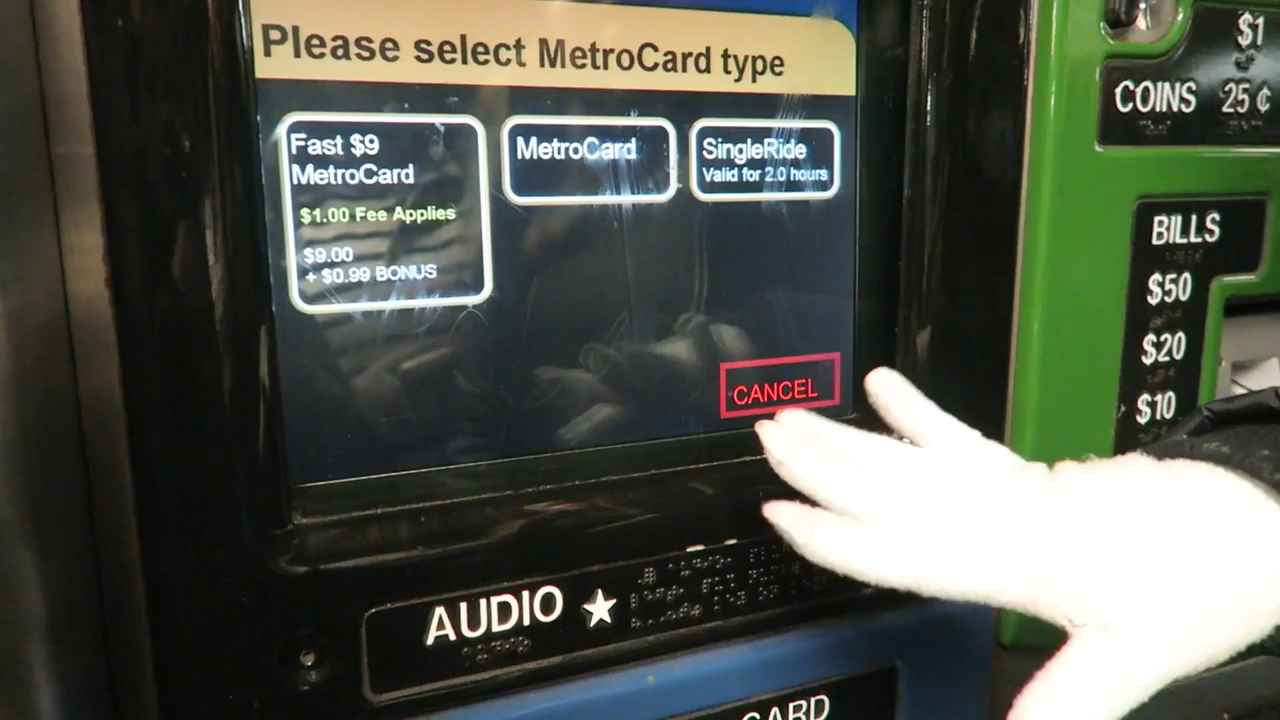 Please select MetroCard type
Fast $9
MetroCard
$1.00 Fee Applies
$9.00
+ $0.99 BONUS
MetroCard
SingleRide
Valid for 2.0 hours
CANCEL
$1
COINS 25 ¢
BILLS
$50
$20
$10
AUDIO ★
CARD